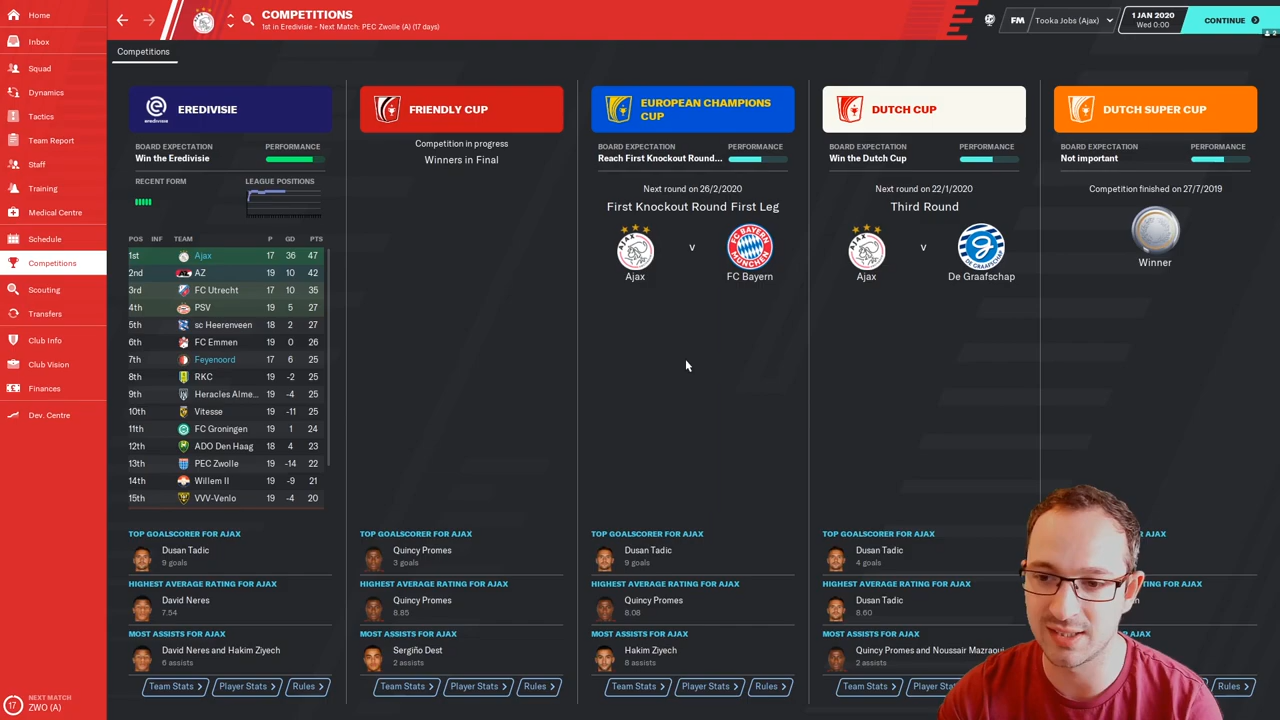 Home
Inbox
Squad
Dynamics
Tactics
Team Report
Staff
Training
Medical Centre
Schedule
Competitions
Scouting
Transfers
Club Info
Club Vision
Finances
Dev. Centre
17
NEXT MATCH
ZWO (A)
COMPETITIONS
1st in Eredivisie - Next Match: PEC Zwolle (A) (17 days)
FM Tooka Jobs (Ajax)
1 JAN 2020
Wed 0:00
CONTINUE
2
Competitions
EREDIVISIE
BOARD EXPECTATION PERFORMANCE
Win the Eredivisie
RECENT FORM LEAGUE POSITIONS
POS INF TEAM P GD PTS
1st Ajax 17 36 47
2nd AZ 19 10 42
3rd FC Utrecht 17 10 35
4th PSV 19 5 27
5th sc Heerenveen 18 2 27
6th FC Emmen 19 0 26
7th Feyenoord 17 6 25
8th RKC 19 -2 25
9th Heracles Alme... 19 -4 25
10th Vitesse 19 -11 25
11th FC Groningen 19 1 24
12th ADO Den Haag 18 4 23
13th PEC Zwolle 19 -14 22
14th Willem II 19 -9 21
15th VVV-Venlo 19 -4 20
TOP GOALSCORER FOR AJAX
Dusan Tadic
9 goals
HIGHEST AVERAGE RATING FOR AJAX
David Neres
7.54
MOST ASSISTS FOR AJAX
David Neres and Hakim Ziyech
6 assists
Team Stats Player Stats Rules
FRIENDLY CUP
Competition in progress
Winners in Final
TOP GOALSCORER FOR AJAX
Quincy Promes
3 goals
HIGHEST AVERAGE RATING FOR AJAX
Quincy Promes
8.85
MOST ASSISTS FOR AJAX
Sergiño Dest
2 assists
Team Stats Player Stats Rules
EUROPEAN CHAMPIONS
CUP
BOARD EXPECTATION PERFORMANCE
Reach First Knockout Round...
Next round on 26/2/2020
First Knockout Round First Leg
v
Ajax FC Bayern
TOP GOALSCORER FOR AJAX
Dusan Tadic
9 goals
HIGHEST AVERAGE RATING FOR AJAX
Quincy Promes
8.08
MOST ASSISTS FOR AJAX
Hakim Ziyech
8 assists
Team Stats Player Stats Rules
DUTCH CUP
BOARD EXPECTATION PERFORMANCE
Win the Dutch Cup
Next round on 22/1/2020
Third Round
v
Ajax De Graafschap
TOP GOALSCORER FOR AJAX
Dusan Tadic
4 goals
HIGHEST AVERAGE RATING FOR AJAX
Dusan Tadic
8.60
MOST ASSISTS FOR AJAX
Quincy Promes and Noussair Mazraoui
2 assists
Team Stats Player Stat
DUTCH SUPER CUP
BOARD EXPECTATION PERFORMANCE
Not important
Competition finished on 27/7/2019
Winner
AJAX
ING FOR AJAX
AJAX
Rules